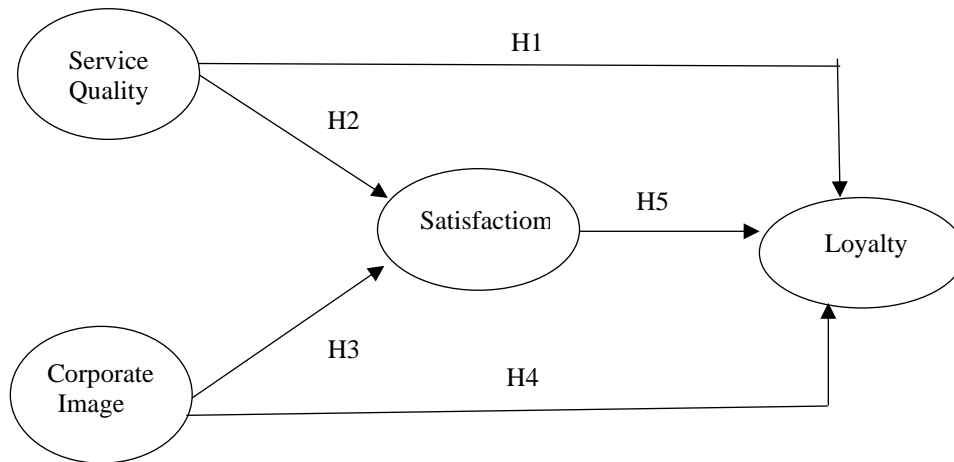 H1
Service
Quality
H2
Satisfactiom
H5
Loyalty
H3
Corporate
Image
H4